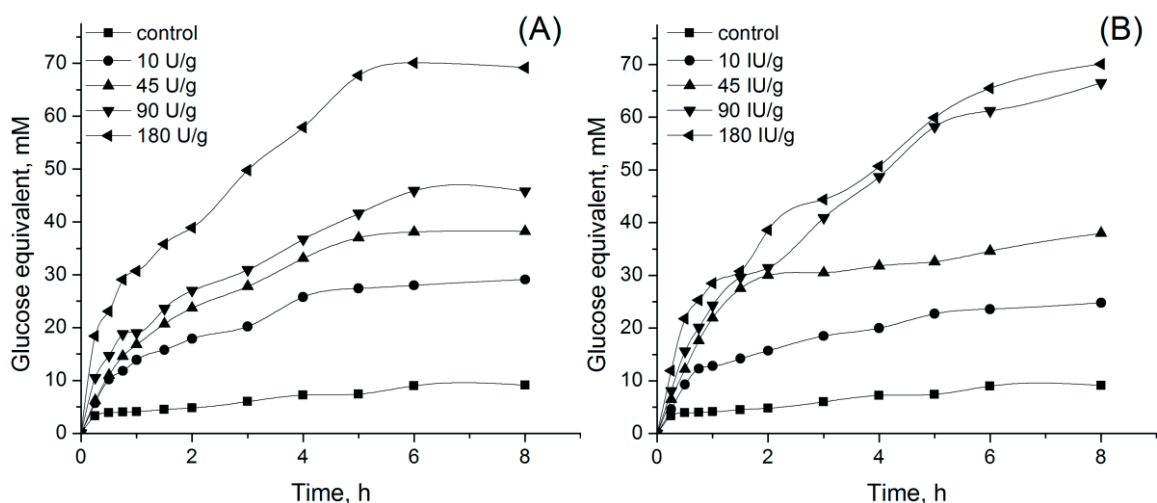 (A)
control
10 U/g
45 U/g
90 U/g
180 U/g
Glucose equivalent, mM
70
60
50
40
30
20
10
0
0 2 4 6 8
Time, h
(B)
control
10 IU/g
45 IU/g
90 IU/g
180 IU/g
Glucose equivalent, mM
70
60
50
40
30
20
10
0
0 2 4 6 8
Time, h